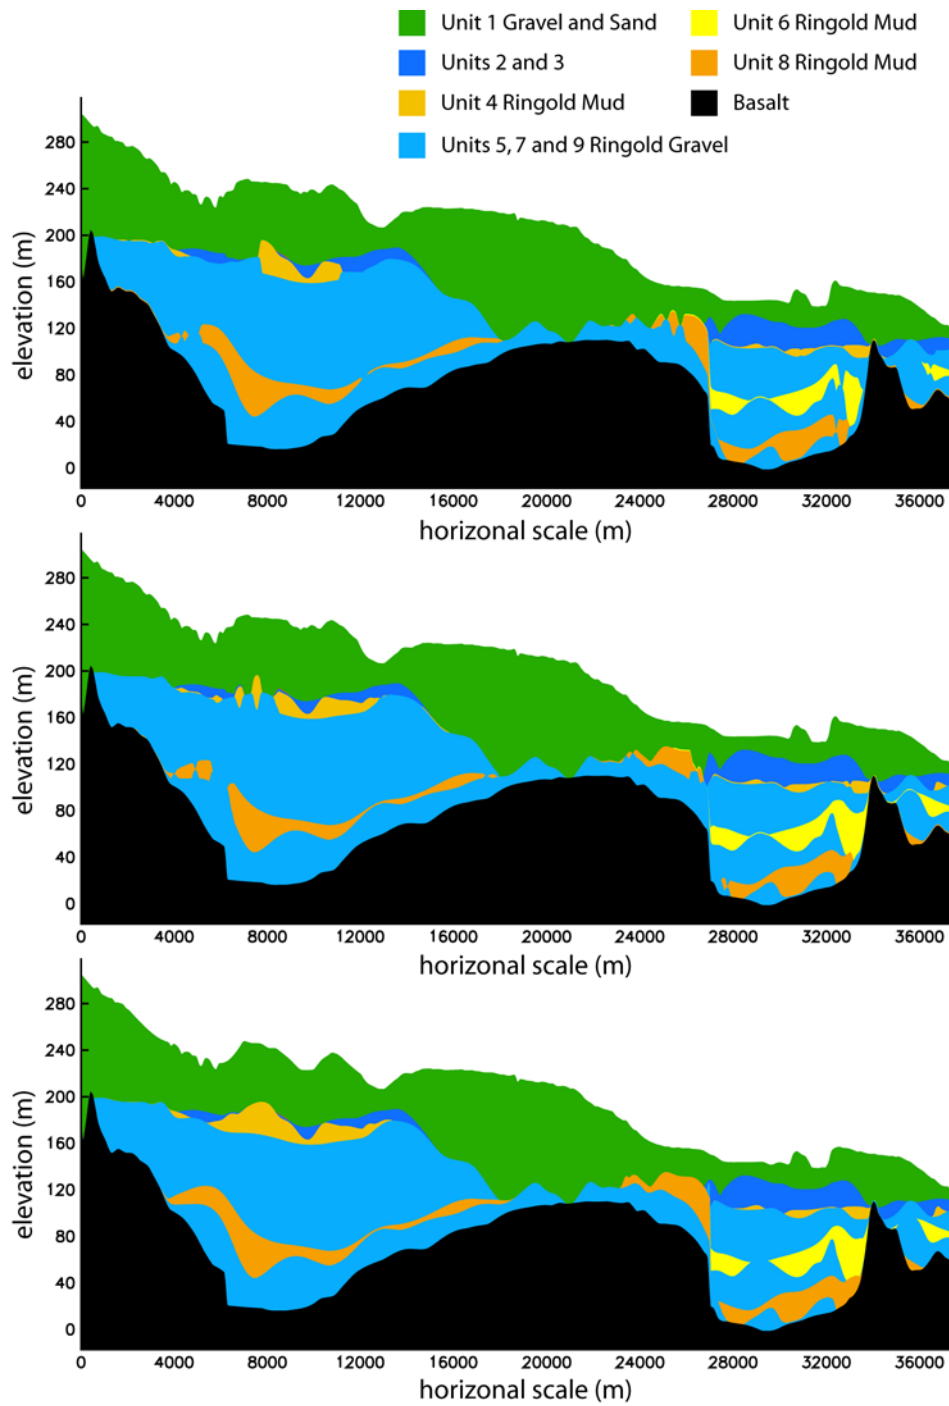 Unit 1 Gravel and Sand
Unit 6 Ringold Mud
Units 2 and 3
Unit 8 Ringold Mud
Unit 4 Ringold Mud
Basalt
Units 5, 7 and 9 Ringold Gravel
elevation (m)
280
240
200
160
120
80
40
0
0 4000 8000 12000 16000 20000 24000 28000 32000 36000
horizonal scale (m)
elevation (m)
280
240
200
160
120
80
40
0
0 4000 8000 12000 16000 20000 24000 28000 32000 36000
horizonal scale (m)
elevation (m)
280
240
200
160
120
80
40
0
0 4000 8000 12000 16000 20000 24000 28000 32000 36000
horizonal scale (m)